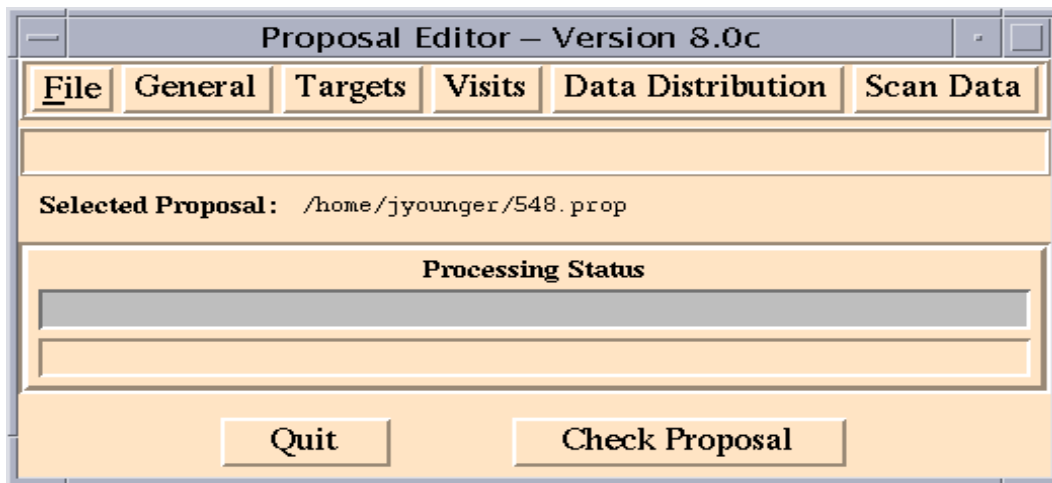 Proposal Editor – Version 8.0c
File General Targets Visits Data Distribution Scan Data
Selected Proposal: /home/jyounger/548.prop
Processing Status
Quit Check Proposal